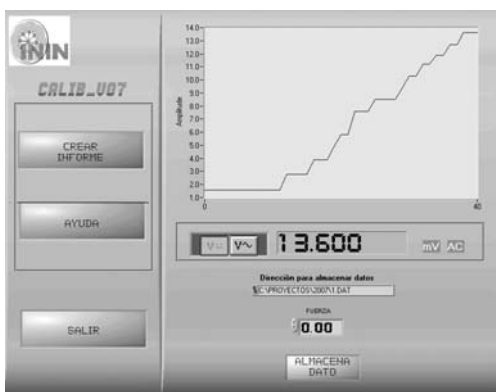 ININ
CALIB_V07
CREAR
INFORME
AYUDA
SALIR
Amplitude
14.0
13.0
12.0
11.0
10.0
9.0
8.0
7.0
6.0
5.0
4.0
3.0
2.0
1.0
0
40
V
V~
13.600
mV
AC
Dirección para almacenar datos
C:\PROYECTOS\2007\1.DAT
FUERZA
0.00
ALMACENA
DATO